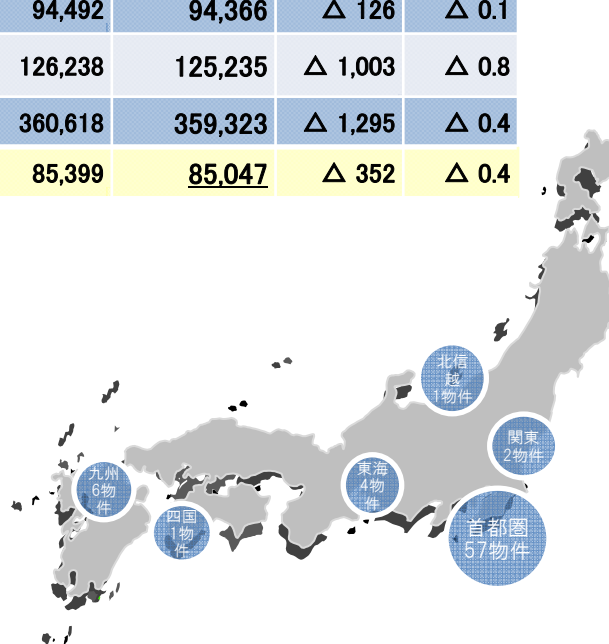 94,492 94,366 △ 126 △ 0.1
126,238 125,235 △ 1,003 △ 0.8
360,618 359,323 △ 1,295 △ 0.4
85,399 85,047 △ 352 △ 0.4
北信
越
1物件
関東
2物件
九州
6物
件
東海
4物
件
四国
1物
件
首都圏
57物件